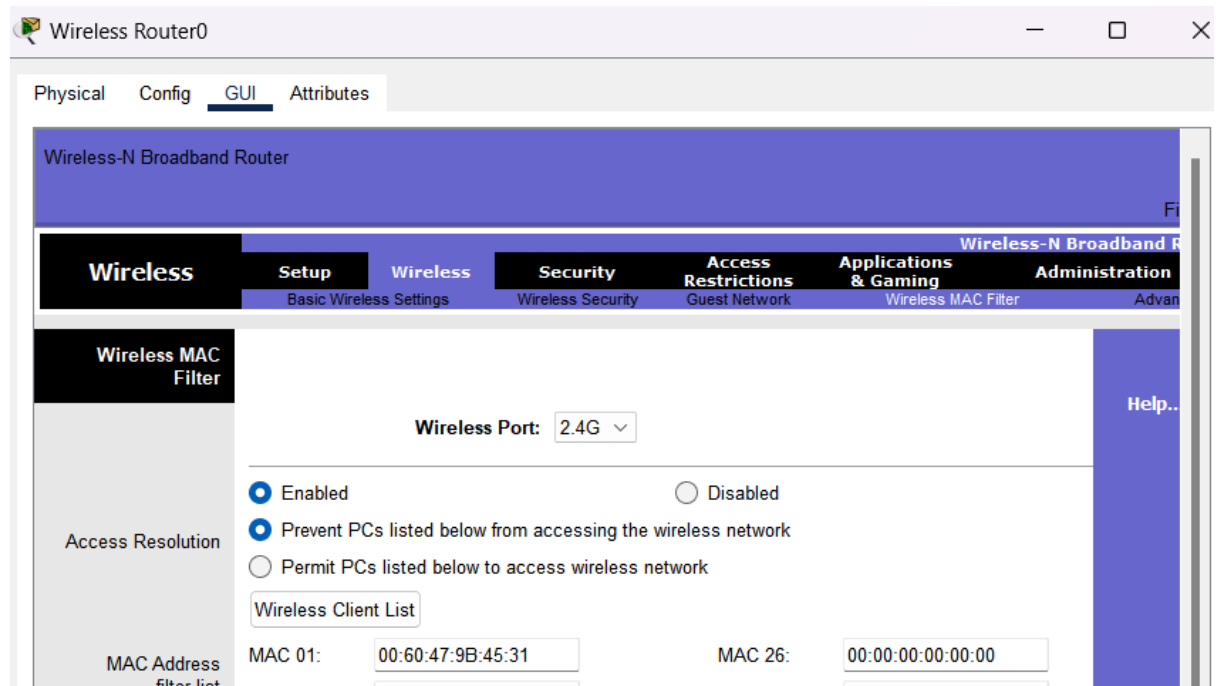 Wireless Router0
Physical Config GUI Attributes
Wireless-N Broadband Router
Wireless-N Broadband
Wireless
Setup Wireless Security Access Restrictions Applications & Gaming Administration
Basic Wireless Settings Wireless Security Guest Network Wireless MAC Filter
Wireless MAC
Filter
Help..
Wireless Port: 2.4G
Enabled Disabled
Access Resolution
Prevent PCs listed below from accessing the wireless network
Permit PCs listed below to access wireless network
Wireless Client List
MAC Address
filter list
MAC 01: 00:60:47:9B:45:31 MAC 26: 00:00:00:00:00:00